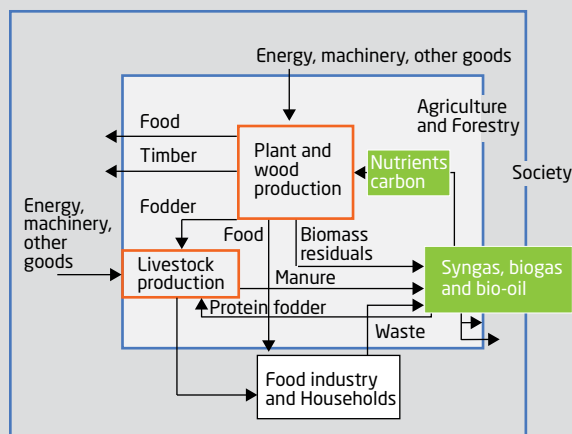 Energy, machinery, other goods
Agriculture
and Forestry
Food
Timber
Plant and
wood
production
Nutrients
carbon
Society
Energy,
machinery,
other
goods
Fodder
Food
Biomass
residuals
Livestock
production
Manure
Syngas, biogas
and bio-oil
Protein fodder
Waste
Food industry
and Households